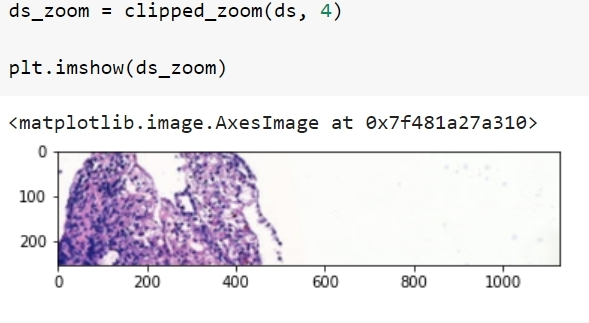 ds_zoom = clipped_zoom(ds, 4)
plt.imshow(ds_zoom)
<matplotlib.image.AxesImage at 0x7f481a27a310>
0
100
200
0 200 400 600 800 1000